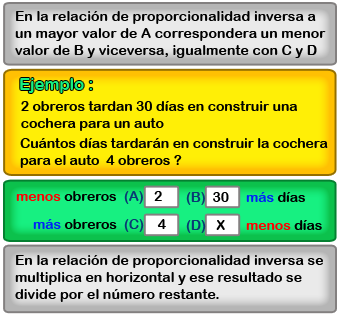 En la relación de proporcionalidad inversa a
un mayor valor de A correspondera un menor
valor de B y viceversa, igualmente con C y D
Ejemplo :
2 obreros tardan 30 días en construir una
cochera para un auto
Cuántos días tardarán en construir la cochera
para el auto 4 obreros ?
menos obreros (A) 2 (B) 30 más días
más obreros (C) 4 (D) X menos días
En la relación de proporcionalidad inversa se
multiplica en horizontal y ese resultado se
divide por el número restante.